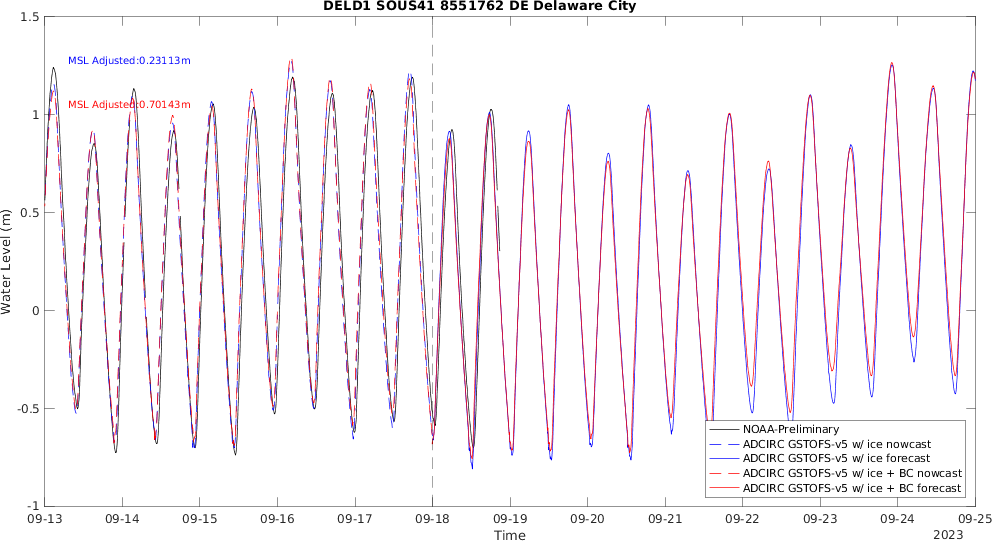 DELD1 SOUS41 8551762 DE Delaware City
1.5
MSL Adjusted:0.23113m
MSL Adjusted:0.70143m
1
0.5
0
-0.5
-1
Water Level (m)
NOAA-Preliminary
ADCIRC GSTOFS-v5 w/ ice nowcast
ADCIRC GSTOFS-v5 w/ ice forecast
ADCIRC GSTOFS-v5 w/ ice + BC nowcast
ADCIRC GSTOFS-v5 w/ ice + BC forecast
09-13 09-14 09-15 09-16 09-17 09-18 09-19 09-20 09-21 09-22 09-23 09-24 09-25
Time
2023